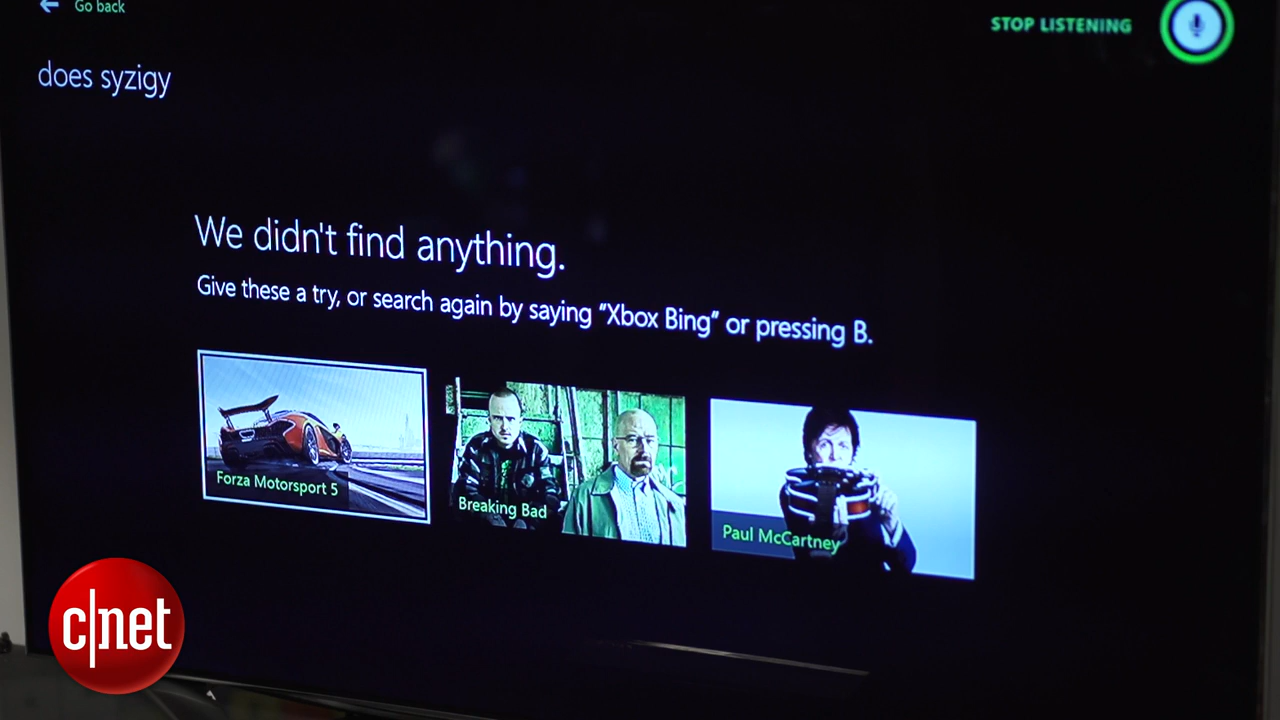 Go back
STOP LISTENING
does syzigy
We didn't find anything.
Give these a try, or search again by saying “Xbox Bing” or pressing B.
Forza Motorsport 5
Breaking Bad
Paul McCartney
c|net